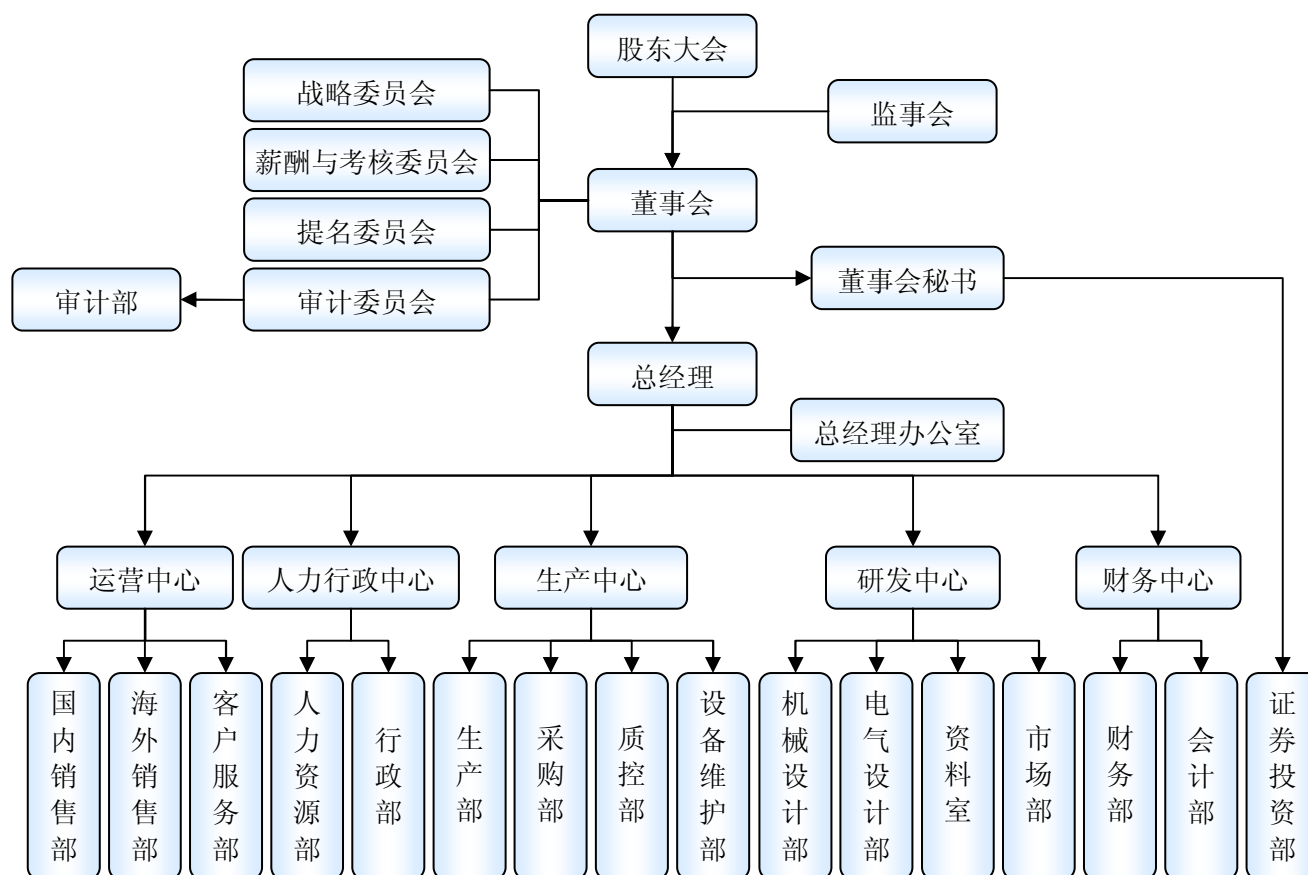 股东大会
战略委员会
监事会
薪酬与考核委员会
董事会
提名委员会
董事会秘书
审计部
审计委员会
总经理
总经理办公室
运营中心
人力行政中心
生产中心
研发中心
财务中心
国内销售部
海外销售部
客户服务部
人力资源部
行政部
生产部
采购部
质控部
设备维护部
机械设计部
电气设计部
资料室
市场部
财务部
会计部
证券投资部